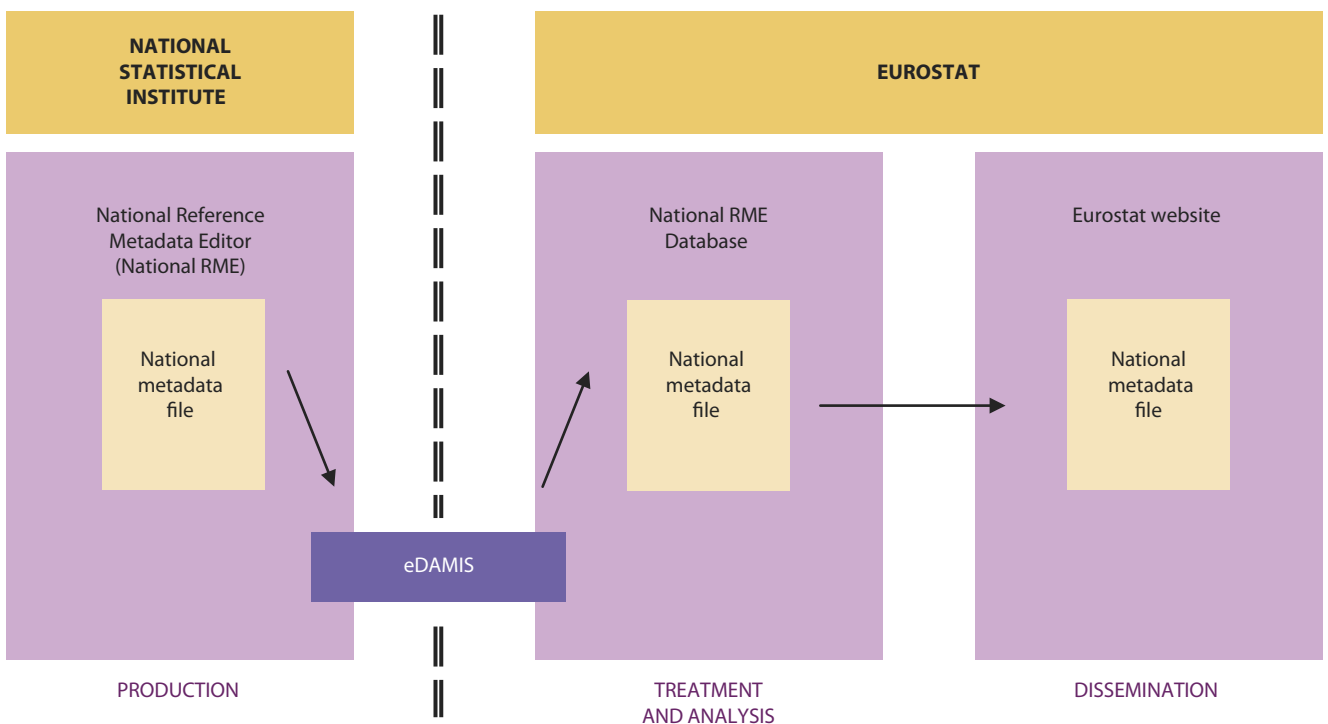 NATIONAL
STATISTICAL
INSTITUTE
EUROSTAT
National Reference
Metadata Editor
(National RME)
National
metadata
file
National RME
Database
National
metadata
file
Eurostat website
National
metadata
file
eDAMIS
PRODUCTION
TREATMENT
AND ANALYSIS
DISSEMINATION